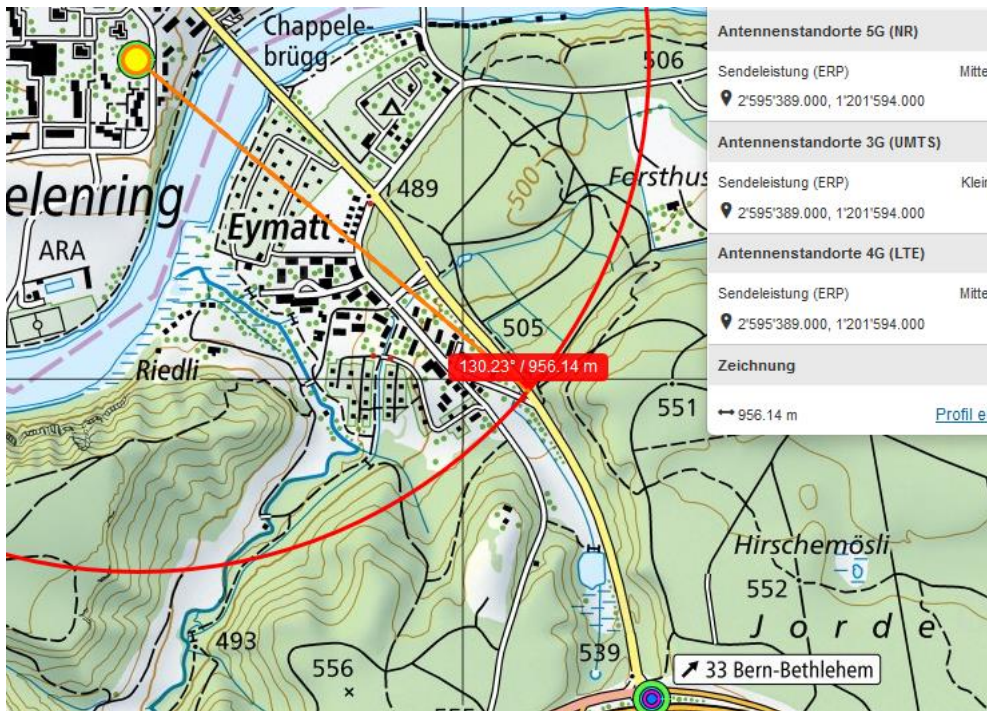 Chappele-
brügg
506
489
500
Forsthus
elenring
Eymatt
ARA
505
130.23° / 956.14 m
Riedli
551
Hirschemösli
552
J o r d e
493
556
539
33 Bern-Bethlehem
Antennenstandorte 5G (NR)
Sendeleistung (ERP) Mitte
2'595'389.000, 1'201'594.000
Antennenstandorte 3G (UMTS)
Sendeleistung (ERP) Klein
2'595'389.000, 1'201'594.000
Antennenstandorte 4G (LTE)
Sendeleistung (ERP) Mitte
2'595'389.000, 1'201'594.000
Zeichnung
956.14 m Profil e